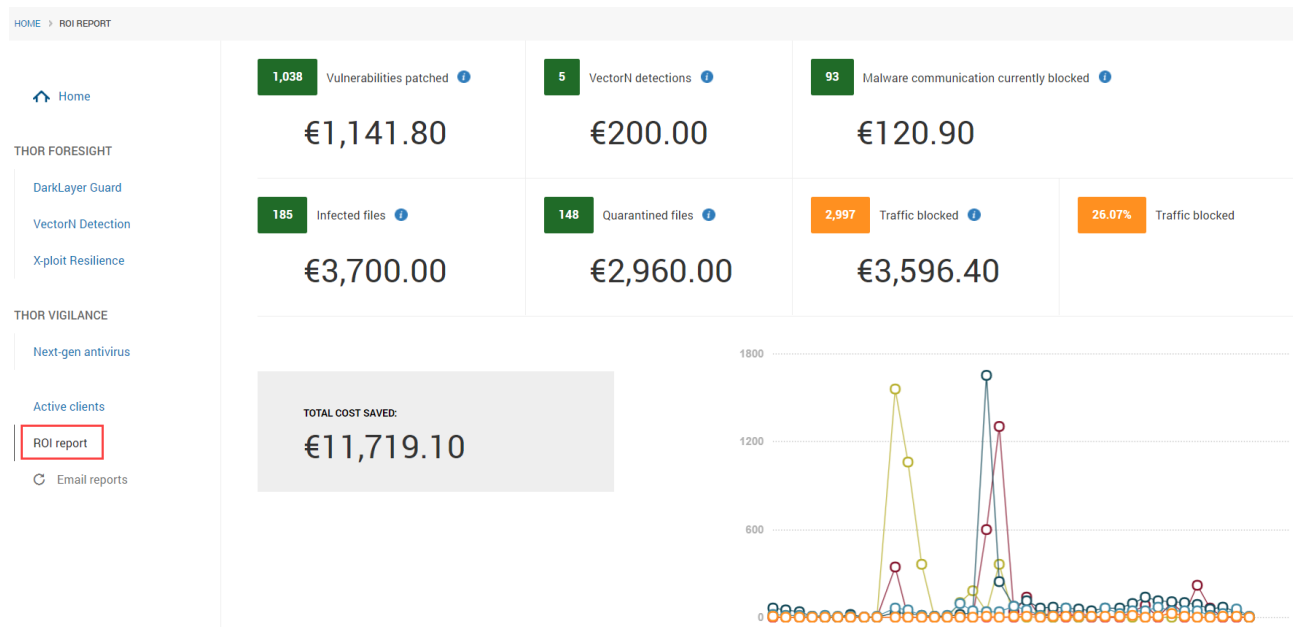 HOME > ROI REPORT
Home
THOR FORESIGHT
DarkLayer Guard
VectorN Detection
X-ploit Resilience
THOR VIGILANCE
Next-gen antivirus
Active clients
ROI report
Email reports
1,038 Vulnerabilities patched i
€1,141.80
5 VectorN detections i
€200.00
93 Malware communication currently blocked i
€120.90
185 Infected files i
€3,700.00
148 Quarantined files i
€2,960.00
2,997 Traffic blocked i
€3,596.40
26.07% Traffic blocked
TOTAL COST SAVED:
€11,719.10
1800
1200
600
0